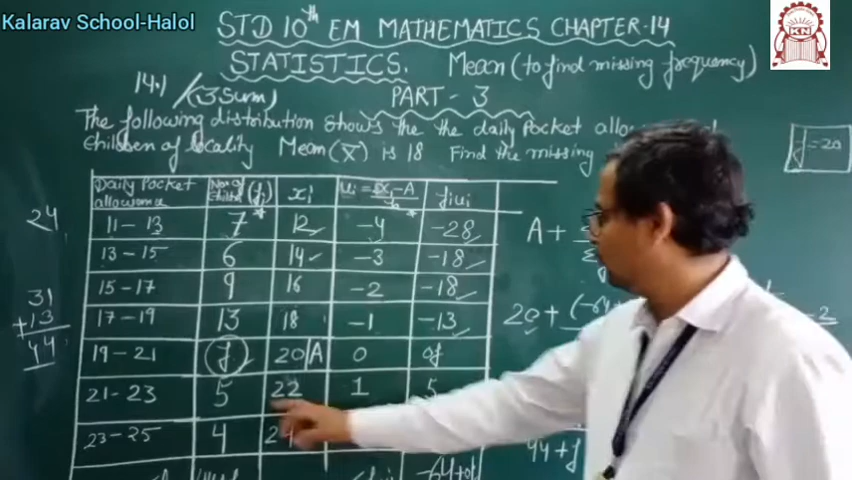 Kalarav School-Halol
STD 10th EM MATHEMATICS CHAPTER-14
STATISTICS. Mean (to find missing frequency)
14.1 / (3 Sum)
PART - 3
The following distribution shows the the daily pocket
children of locality Mean (x̄) is 18 Find the missing
f = 20
Daily Pocket allowance No. of (fi) xi ui = xi-A fiui
11 - 13 7 12 -4 -28
13 - 15 6 14 -3 -18
15 - 17 9 16 -2 -18
17 - 19 13 18 -1 -13
19 - 21 f 20 A 0 0f
21 - 23 5 22 1 5
23 - 25 4
24
31
+13
44
A +
20 +
- 2
44 + f
KN